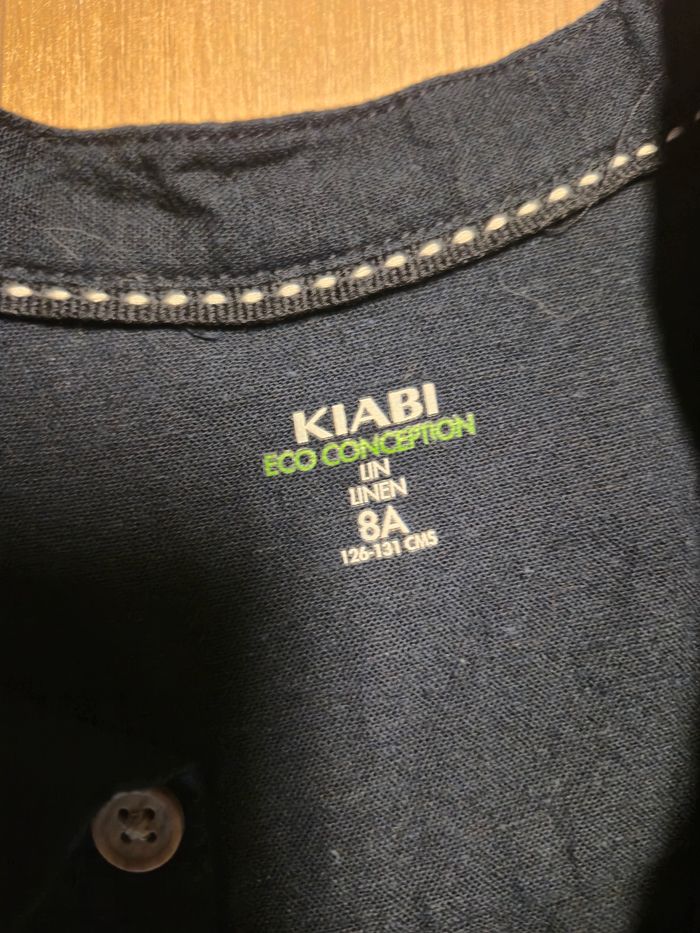 KIABI
ECO CONCEPTION
LIN
LINEN
8A
126-131 CMS